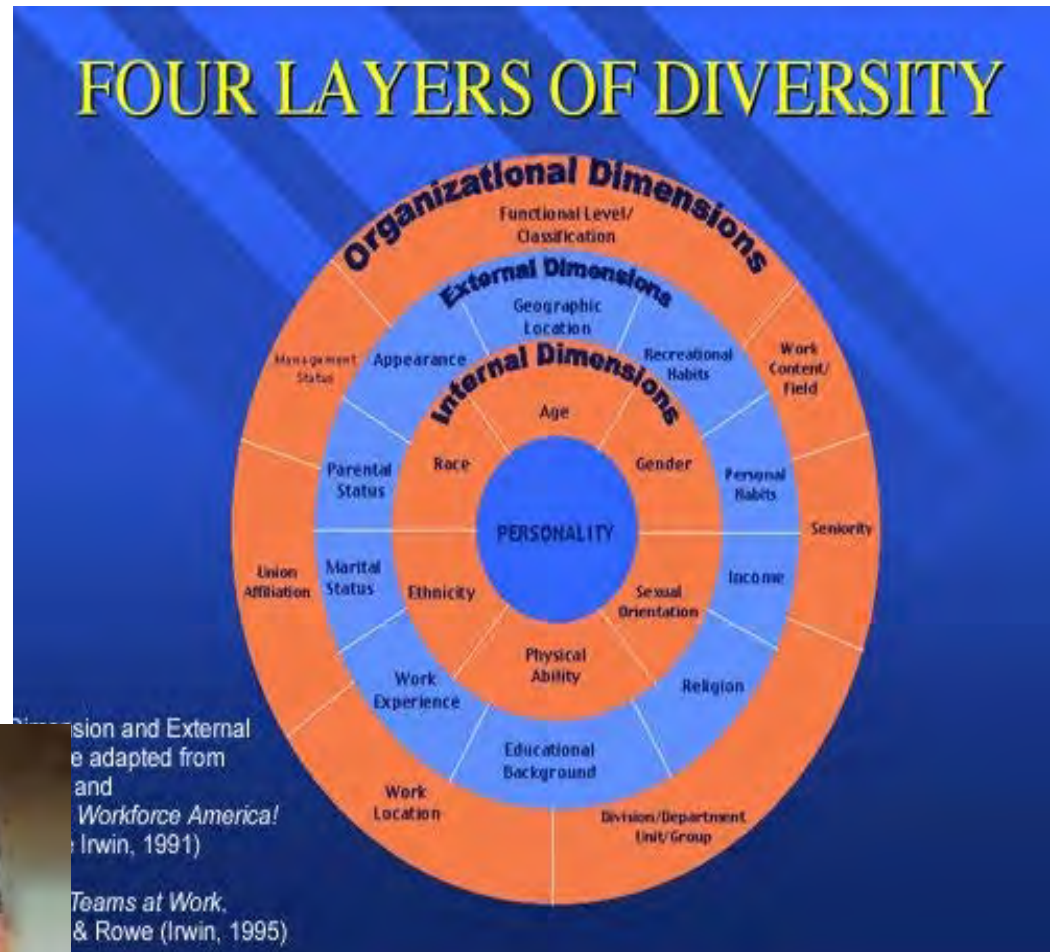 FOUR LAYERS OF DIVERSITY
Organizational Dimensions
Functional Level/
Classification
External Dimensions
Geographic
Location
Appearance
Recreational
Habits
Management
Status
Work
Content/
Field
Internal Dimensions
Age
Race
Gender
Parental
Status
Personal
Habits
PERSONALITY
Seniority
Union
Affiliation
Marital
Status
Ethnicity
Sexual
Orientation
Income
Physical
Ability
Work
Experience
Religion
Educational
Background
Work
Location
Division/Department
Unit/Group
and External
adapted from
and
Workforce America!
Irwin, 1991)
Teams at Work,
& Rowe (Irwin, 1995)